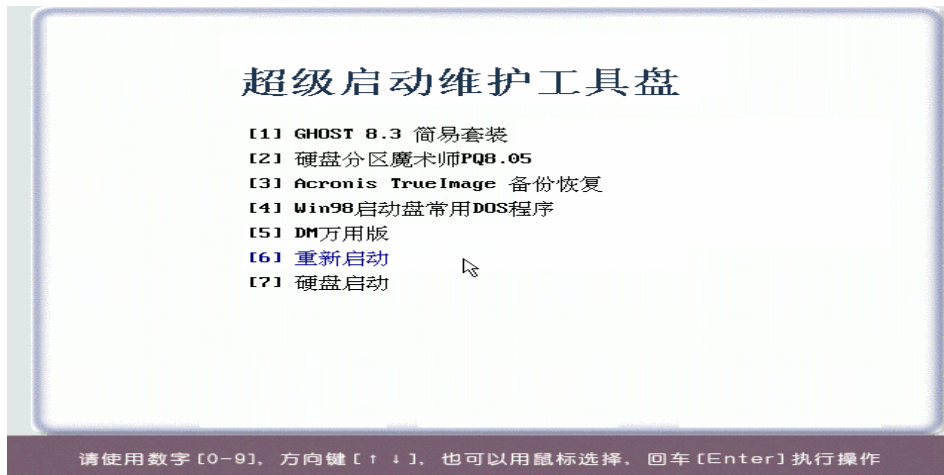 超级启动维护工具盘
[1] GHOST 8.3 简易套装
[2] 硬盘分区魔术师PQ8.05
[3] Acronis TrueImage 备份恢复
[4] Win98启动盘常用DOS程序
[5] DM万用版
[6] 重新启动
[7] 硬盘启动
请使用数字[0-9]，方向键[↑ ↓]，也可以用鼠标选择，回车[Enter]执行操作